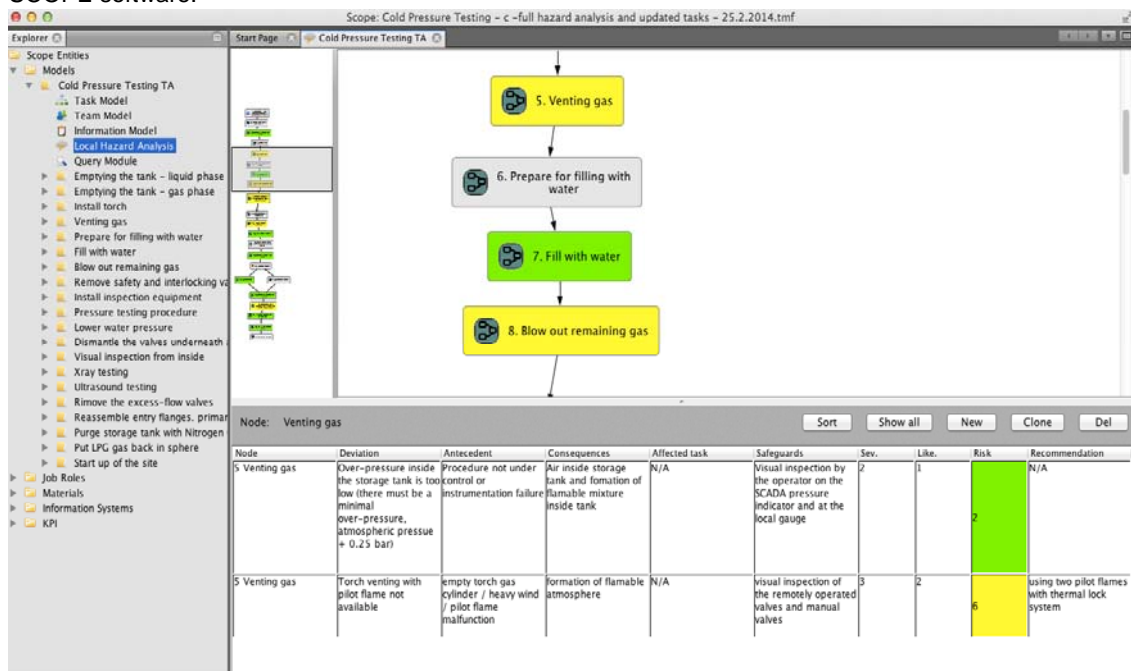 Scope: Cold Pressure Testing - c -full hazard analysis and updated tasks - 25.2.2014.tmf
Explorer
Start Page
Cold Pressure Testing TA
Scope Entities
Models
Cold Pressure Testing TA
Task Model
Team Model
Information Model
Local Hazard Analysis
Query Module
Emptying the tank - liquid phase
Emptying the tank - gas phase
Install torch
Venting gas
Prepare for filling with water
Fill with water
Blow out remaining gas
Remove safety and interlocking va
Install inspection equipment
Pressure testing procedure
Lower water pressure
Dismantle the valves underneath
Visual inspection from inside
Xray testing
Ultrasound testing
Rimove the excess-flow valves
Reassemble entry flanges. primar
Purge storage tank with Nitrogen
Put LPG gas back in sphere
Start up of the site
Job Roles
Materials
Information Systems
KPI
5. Venting gas
6. Prepare for filling with
water
7. Fill with water
8. Blow out remaining gas
Node: Venting gas
Sort
Show all
New
Clone
Del
Node
Deviation
Antecedent
Consequences
Affected task
Safeguards
Sev.
Like.
Risk
Recommendation
5 Venting gas
Over-pressure inside
the storage tank is too
low (there must be a
minimal
over-pressure,
atmospheric pressue
+ 0.25 bar)
Procedure not under
control or
instrumentation failure
Air inside storage
tank and fomation of
flamable mixture
inside tank
N/A
Visual inspection by
the operator on the
SCADA pressure
indicator and at the
local gauge
2
1
2
N/A
5 Venting gas
Torch venting with
pilot flame not
available
empty torch gas
cylinder / heavy wind
/ pilot flame
malfunction
formation of flamable
atmosphere
N/A
visual inspection of
the remotely operated
valves and manual
valves
3
2
6
using two pilot flames
with thermal lock
system